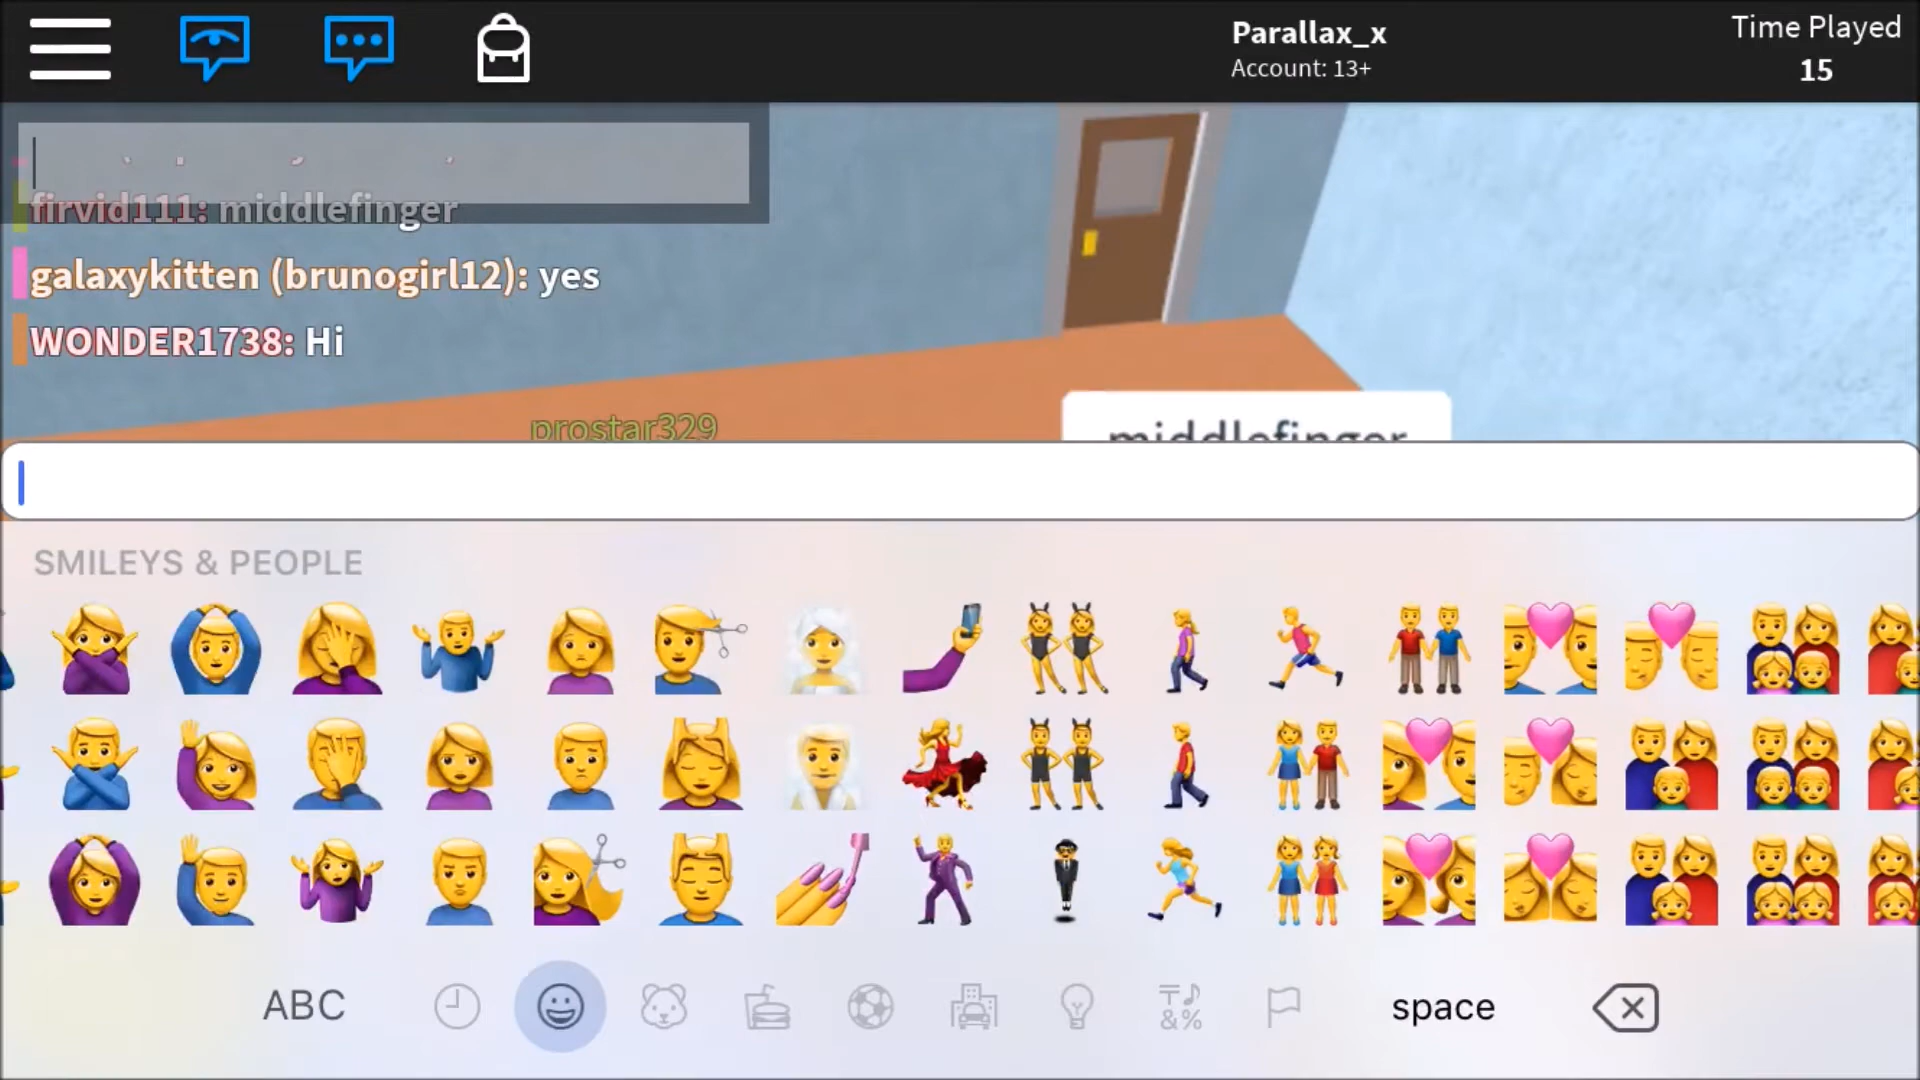 Parallax_x
Account: 13+
Time Played
15
firvid111: middlefinger
galaxykitten (brunogirl12): yes
WONDER1738: Hi
prostar329
middlefinger
SMILEYS & PEOPLE
ABC
space